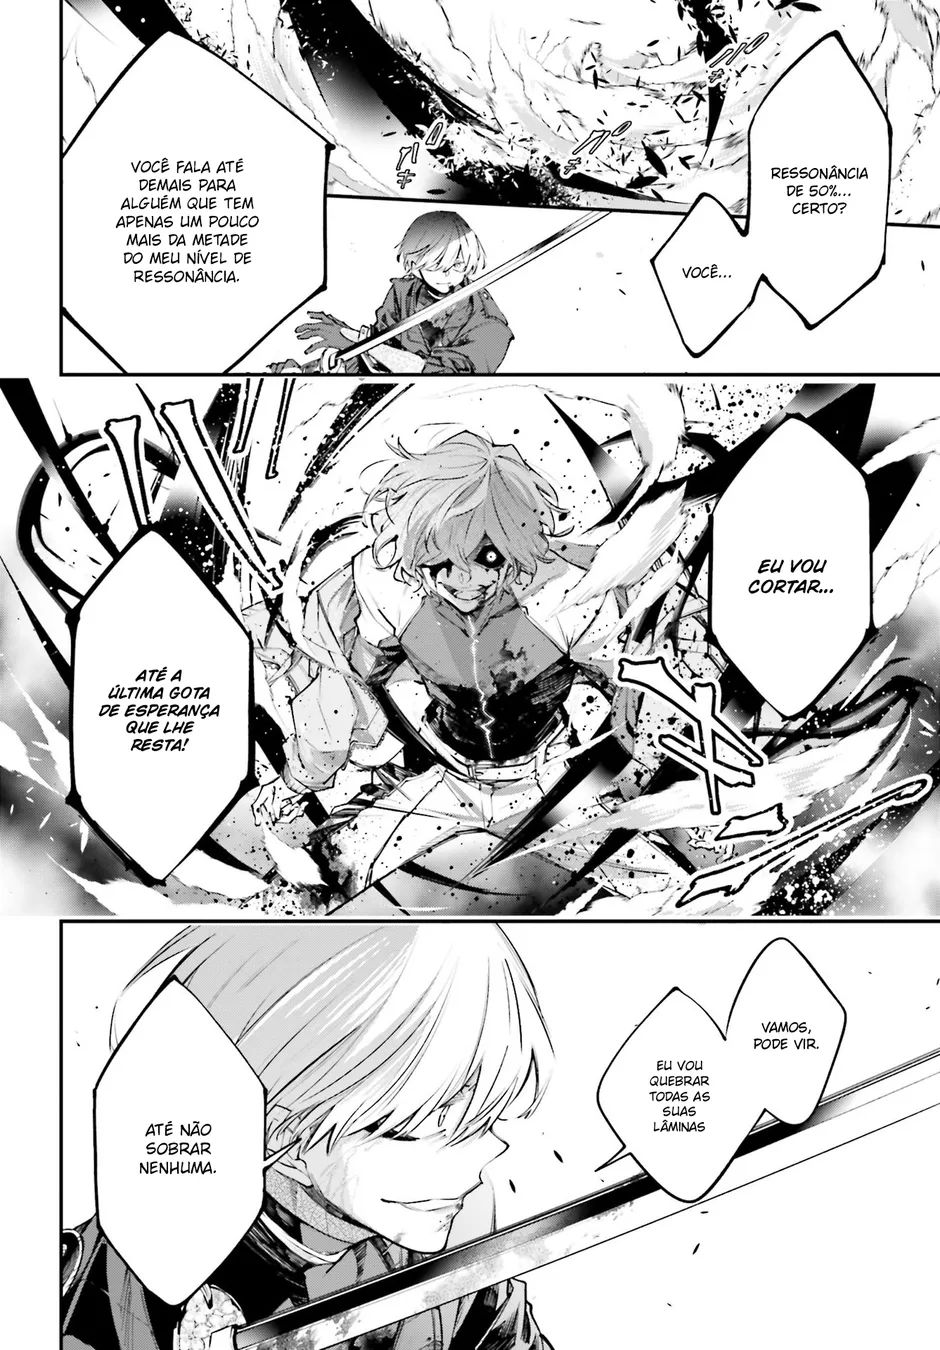 RESSONÂNCIA
DE 50%...
CERTO?
VOCÊ...
VOCÊ FALA ATÉ
DEMAIS PARA
ALGUÉM QUE TEM
APENAS UM POUCO
MAIS DA METADE
DO MEU NÍVEL DE
RESSONÂNCIA.
EU VOU
CORTAR...
ATÉ A
ÚLTIMA GOTA
DE ESPERANÇA
QUE LHE
RESTA!
VAMOS,
PODE VIR.
EU VOU
QUEBRAR
TODAS AS
SUAS
LÂMINAS
ATÉ NÃO
SOBRAR
NENHUMA.